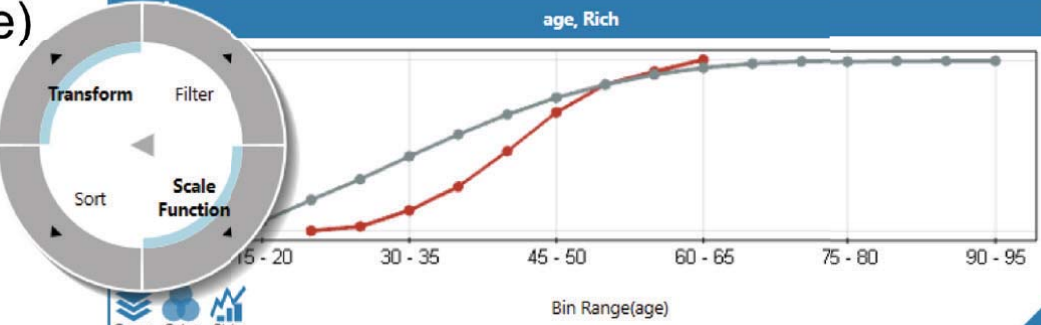 e)
age, Rich
Transform
Filter
Sort
Scale
Function
15 - 20
30 - 35
45 - 50
60 - 65
75 - 80
90 - 95
Bin Range(age)